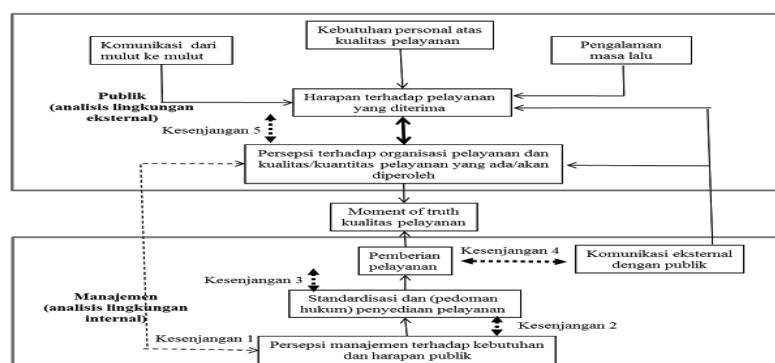 Kebutuhan personal atas
kualitas pelayanan
Komunikasi dari
mulut ke mulut
Pengalaman
masa lalu
Publik
(analisis lingkungan
eksternal)
Harapan terhadap pelayanan
yang diterima
Kesenjangan 5
Persepsi terhadap organisasi pelayanan dan
kualitas/kuantitas pelayanan yang ada/akan
diperoleh
Moment of truth
kualitas pelayanan
Pemberian
pelayanan
Kesenjangan 4
Komunikasi eksternal
dengan publik
Kesenjangan 3
Manajemen
(analisis lingkungan
internal)
Standardisasi dan (pedoman
hukum) penyediaan pelayanan
Kesenjangan 2
Kesenjangan 1
Persepsi manajemen terhadap kebutuhan
dan harapan publik